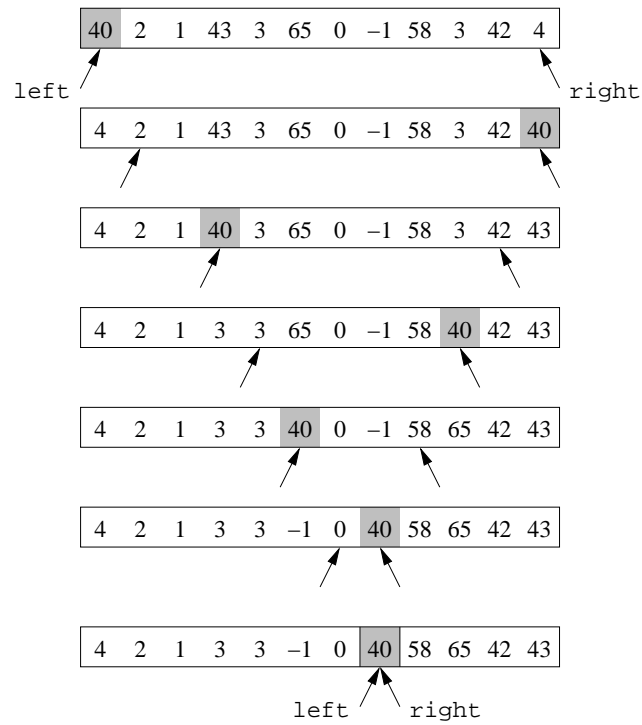 40 2 1 43 3 65 0 −1 58 3 42 4
left right
4 2 1 43 3 65 0 −1 58 3 42 40
4 2 1 40 3 65 0 −1 58 3 42 43
4 2 1 3 3 65 0 −1 58 40 42 43
4 2 1 3 3 40 0 −1 58 65 42 43
4 2 1 3 3 −1 0 40 58 65 42 43
4 2 1 3 3 −1 0 40 58 65 42 43
left right